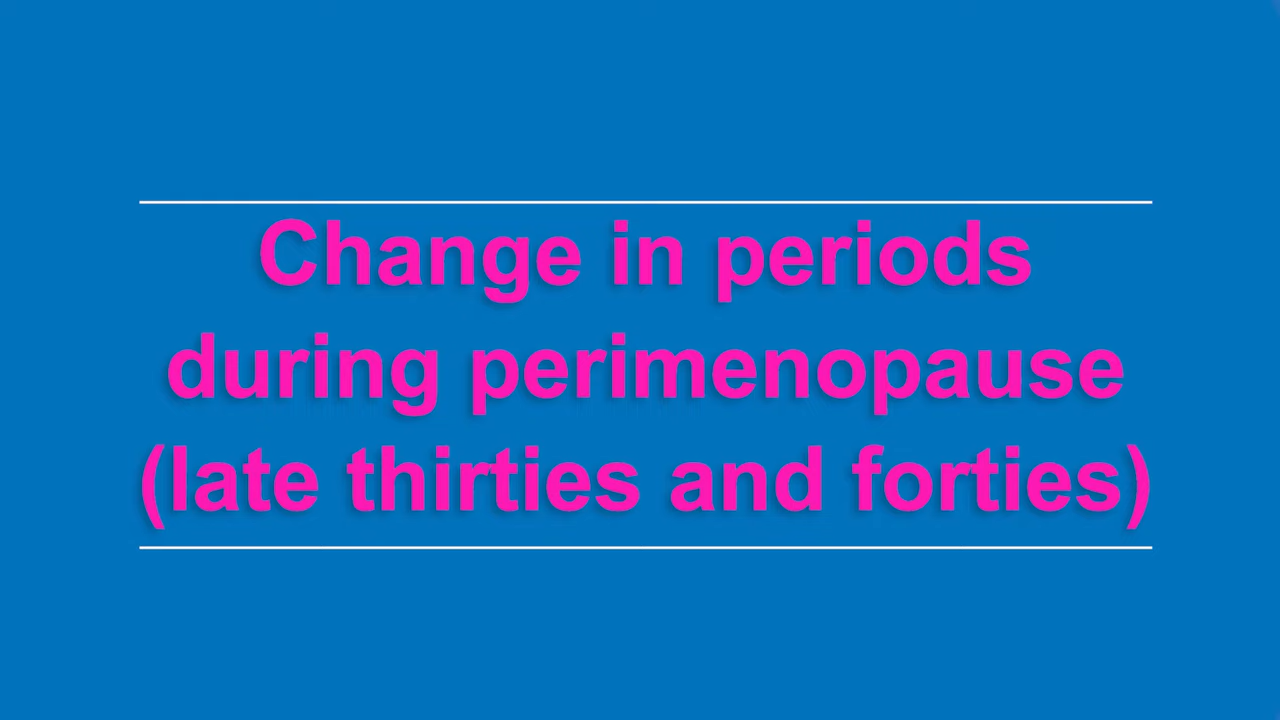 Change in periods
during perimenopause
(late thirties and forties)